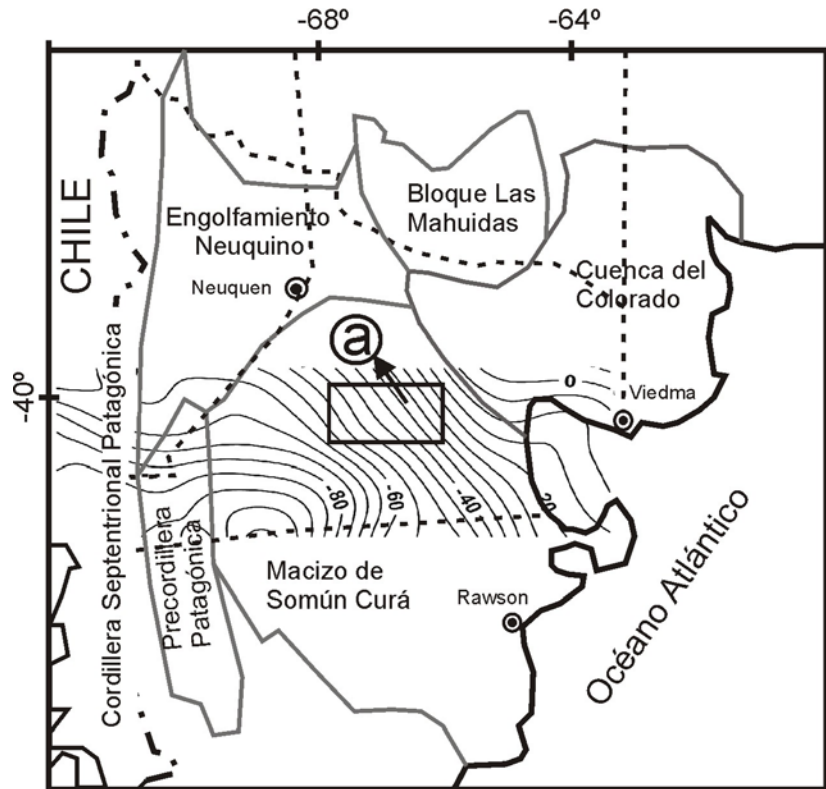 -68º
-64º
-40º
CHILE
Engolfamiento
Neuquino
Neuquen
Bloque Las
Mahuidas
Cuenca del
Colorado
Viedma
a
0
-80
-60
-40
-20
Cordillera Septentrional Patagónica
Precordillera
Patagónica
Macizo de
Somún Curá
Rawson
Océano Atlántico